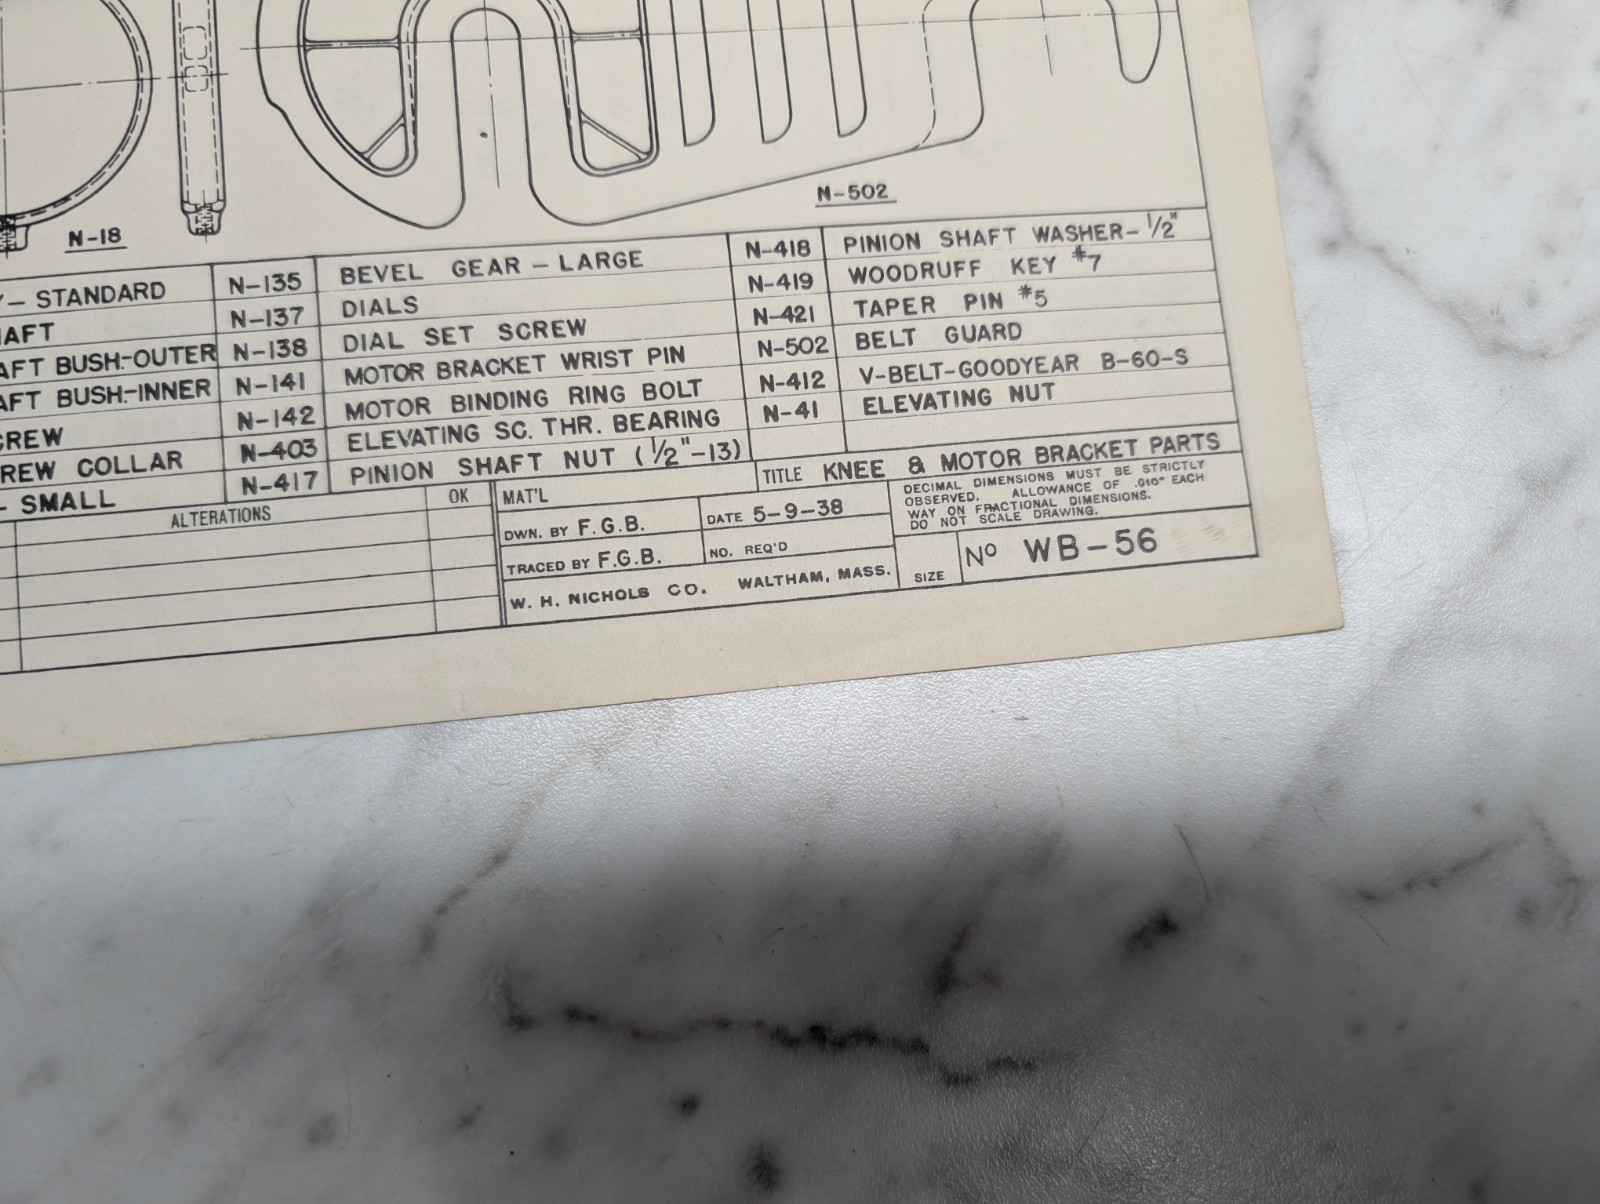 N-502
N-18
– STANDARD N-135 BEVEL GEAR – LARGE N-418 PINION SHAFT WASHER – 1/2"
N-137 DIALS N-419 WOODRUFF KEY #7
BUSH.-OUTER N-138 DIAL SET SCREW N-421 TAPER PIN #5
BUSH.-INNER N-141 MOTOR BRACKET WRIST PIN N-502 BELT GUARD
N-142 MOTOR BINDING RING BOLT N-412 V-BELT-GOODYEAR B-60-S
COLLAR N-403 ELEVATING SC. THR. BEARING N-41 ELEVATING NUT
– SMALL N-417 PINION SHAFT NUT (1/2"-13)
ALTERATIONS OK
MAT'L
TITLE KNEE & MOTOR BRACKET PARTS
DWN. BY F.G.B. DATE 5-9-38
TRACED BY F.G.B. NO. REQ'D
W. H. NICHOLS CO. WALTHAM, MASS.
DECIMAL DIMENSIONS MUST BE STRICTLY
OBSERVED. ALLOWANCE OF .010" EACH
WAY ON FRACTIONAL DIMENSIONS.
DO NOT SCALE DRAWING.
SIZE No WB-56